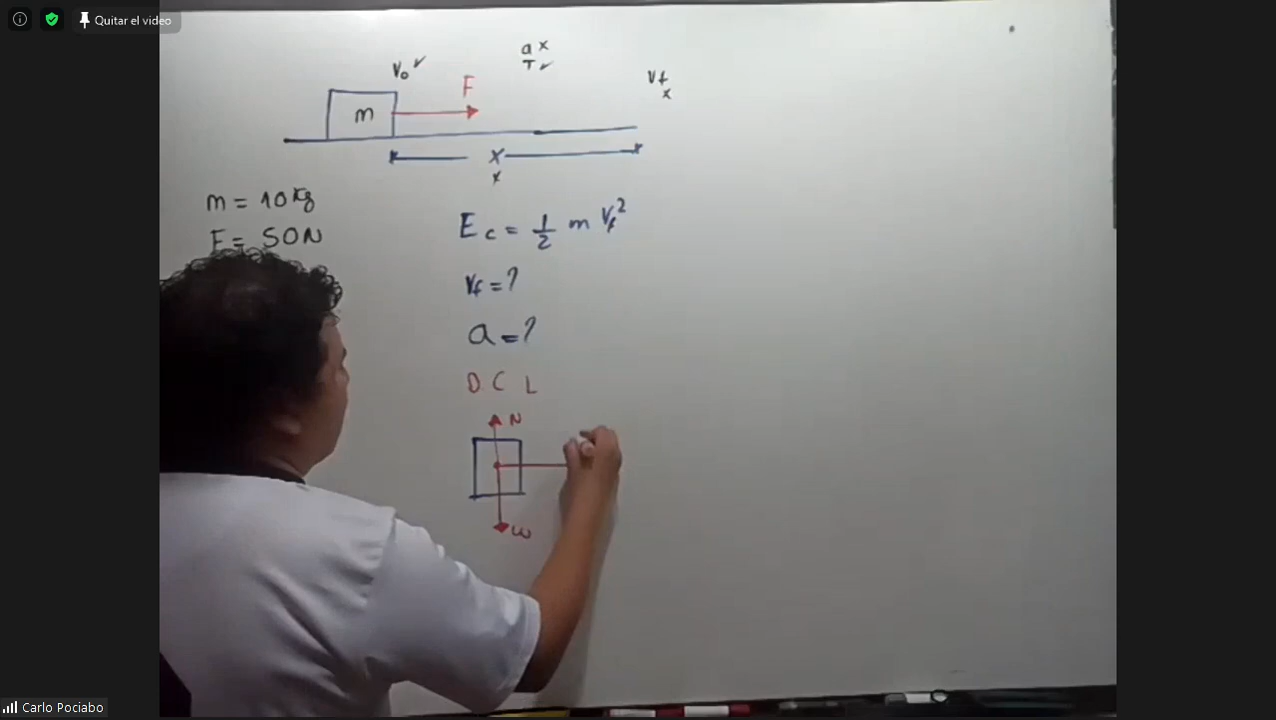 Quitar el video
V₀ ✓
F
a x
T ✓
Vf
x
m
X
x
m = 10 Kg
F = 50N
Ec = 1/2 m Vf²
Vf = ?
a = ?
D C L
N
W
Carlo Pociabo